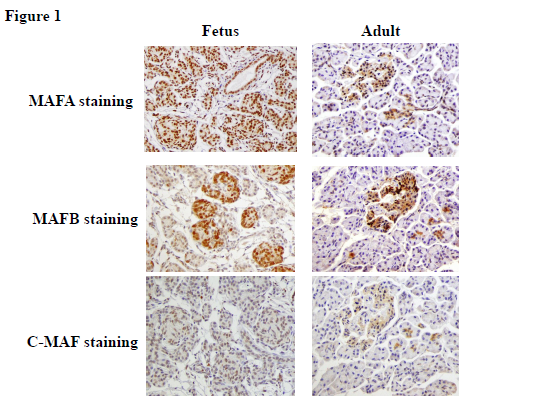 Figure 1
Fetus Adult
MAFA staining
MAFB staining
C-MAF staining